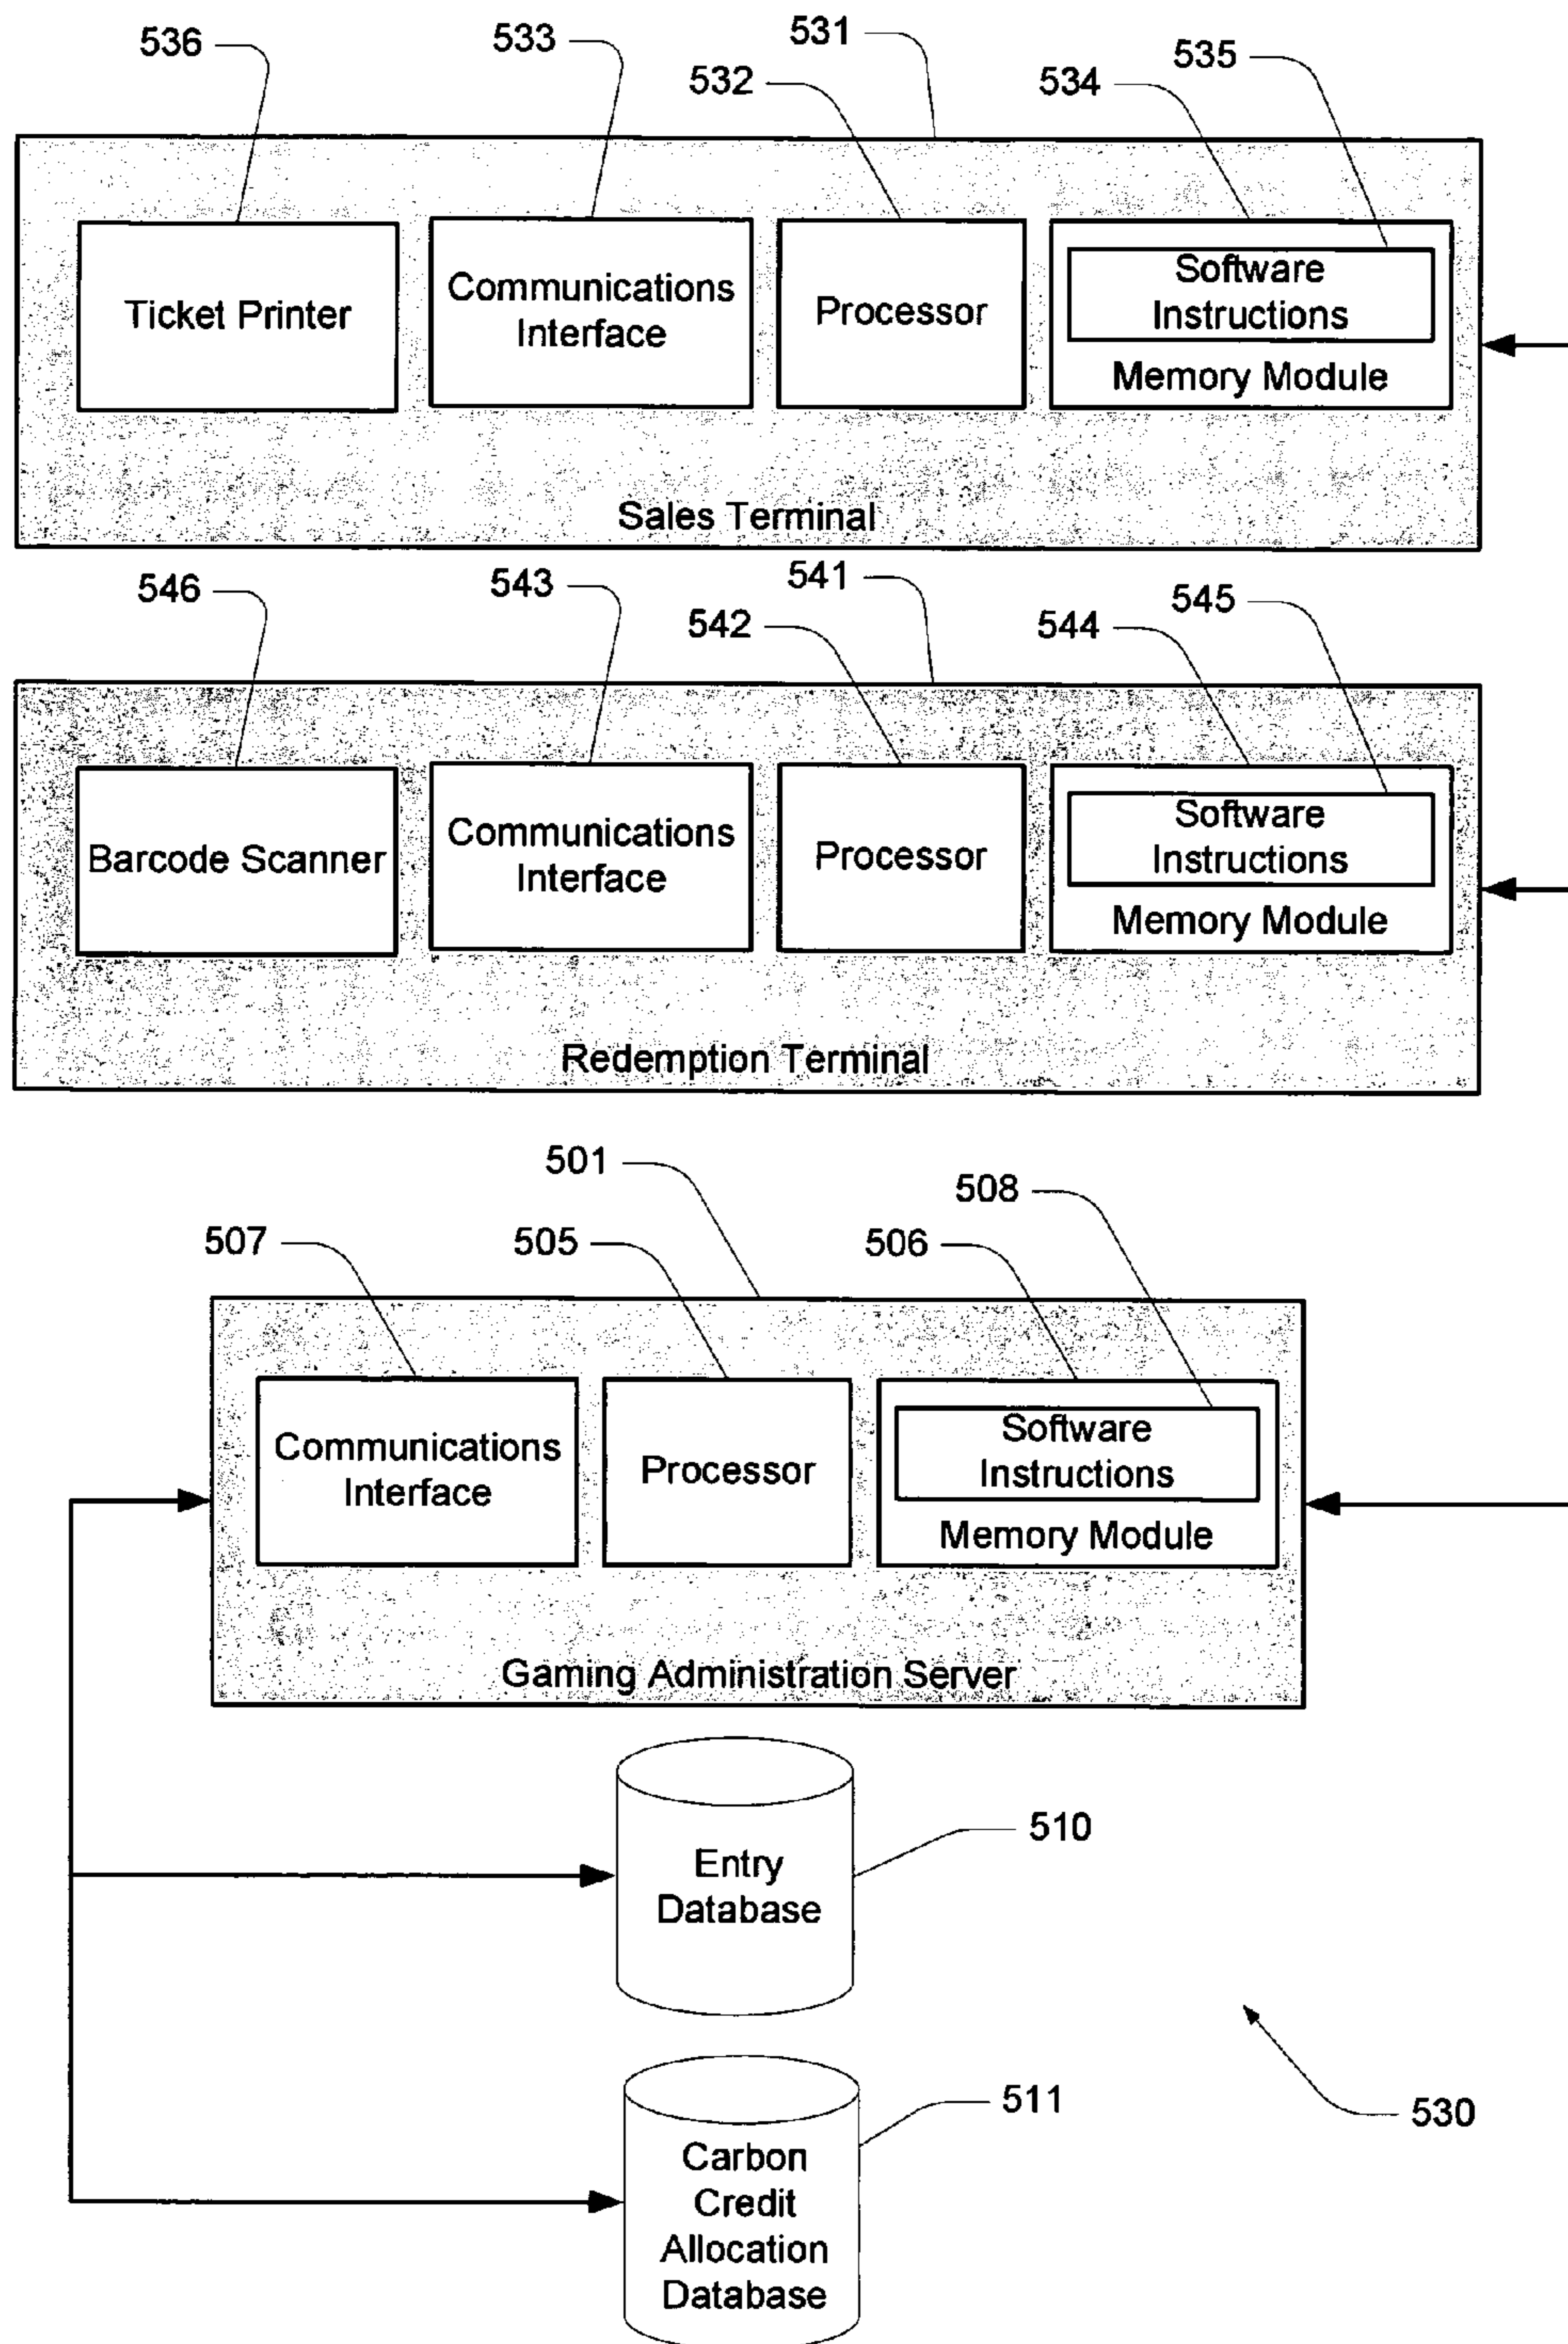 536
533
531
532
534
535
Ticket Printer
Communications
Interface
Processor
Software
Instructions
Memory Module
Sales Terminal
546
543
541
542
544
545
Barcode Scanner
Communications
Interface
Processor
Software
Instructions
Memory Module
Redemption Terminal
501
508
507
505
506
Communications
Interface
Processor
Software
Instructions
Memory Module
Gaming Administration Server
510
Entry
Database
511
530
Carbon
Credit
Allocation
Database